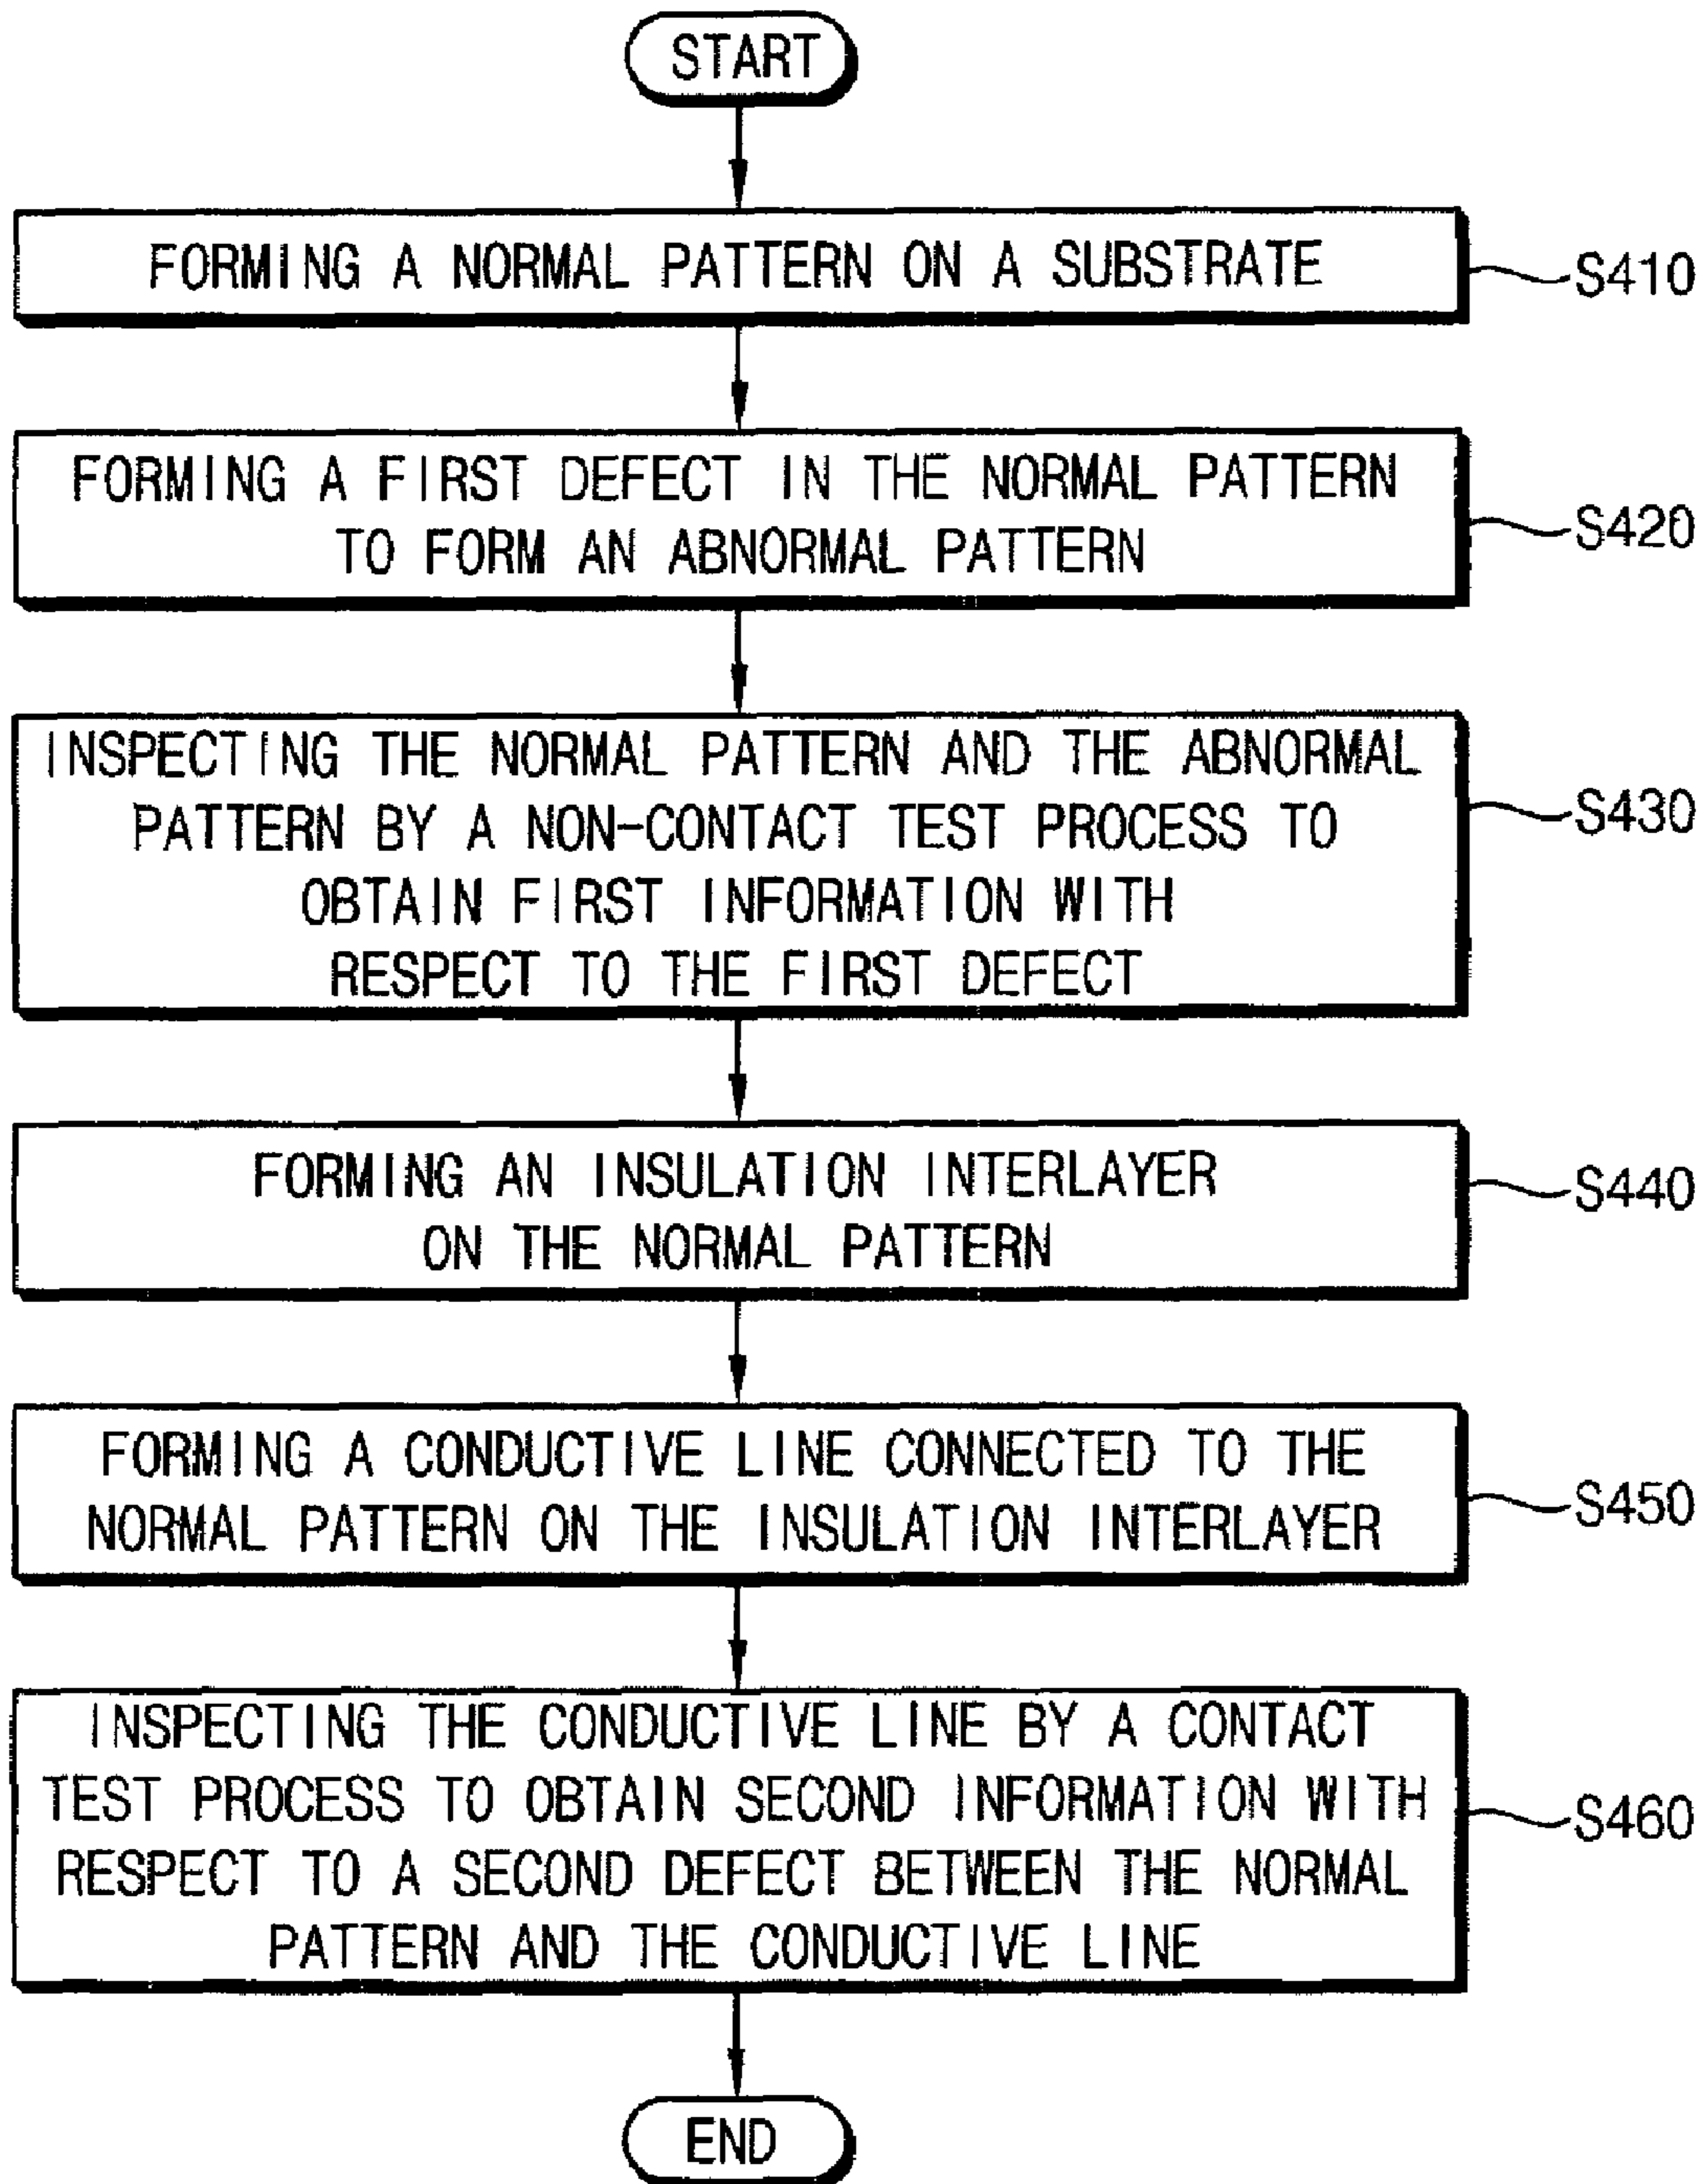 START
FORMING A NORMAL PATTERN ON A SUBSTRATE
S410
FORMING A FIRST DEFECT IN THE NORMAL PATTERN
TO FORM AN ABNORMAL PATTERN
S420
INSPECTING THE NORMAL PATTERN AND THE ABNORMAL
PATTERN BY A NON-CONTACT TEST PROCESS TO
OBTAIN FIRST INFORMATION WITH
RESPECT TO THE FIRST DEFECT
S430
FORMING AN INSULATION INTERLAYER
ON THE NORMAL PATTERN
S440
FORMING A CONDUCTIVE LINE CONNECTED TO THE
NORMAL PATTERN ON THE INSULATION INTERLAYER
S450
INSPECTING THE CONDUCTIVE LINE BY A CONTACT
TEST PROCESS TO OBTAIN SECOND INFORMATION WITH
RESPECT TO A SECOND DEFECT BETWEEN THE NORMAL
PATTERN AND THE CONDUCTIVE LINE
S460
END